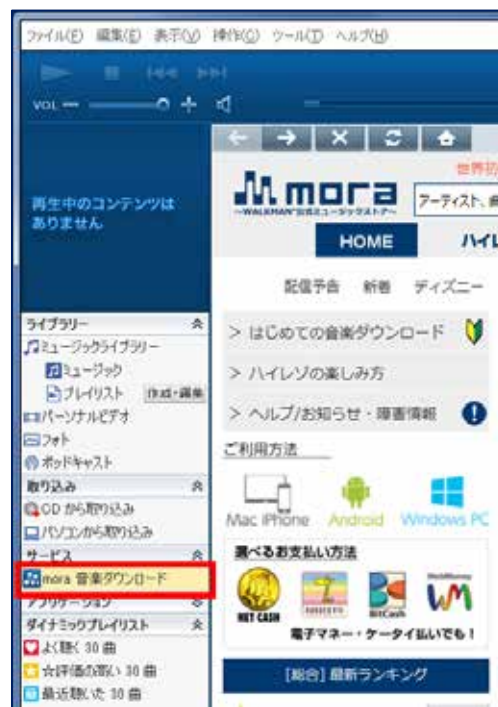 ファイル(F) 編集(E) 表示(V) 操作(C) ツール(T) ヘルプ(H)
VOL
再生中のコンテンツは
ありません
世界初
mora
~WALKMAN®公式ミュージックストア~
アーティスト、曲
HOME
ハイレ
配信予告 新着 ディズニー
> はじめての音楽ダウンロード
> ハイレゾの楽しみ方
> ヘルプ/お知らせ・障害情報
ご利用方法
Mac iPhone Android Windows PC
選べるお支払い方法
NET CASH
BitCash
WebMoney
電子マネー・ケータイ払いでも!
[総合] 最新ランキング
ライブラリー
ミュージックライブラリー
ミュージック
プレイリスト 作成・編集
パーソナルビデオ
フォト
ポッドキャスト
取り込み
CD から取り込み
パソコンから取り込み
サービス
mora 音楽ダウンロード
アプリケーション
ダイナミックプレイリスト
よく聴く 30 曲
☆評価の高い 30 曲
最近聴いた 30 曲